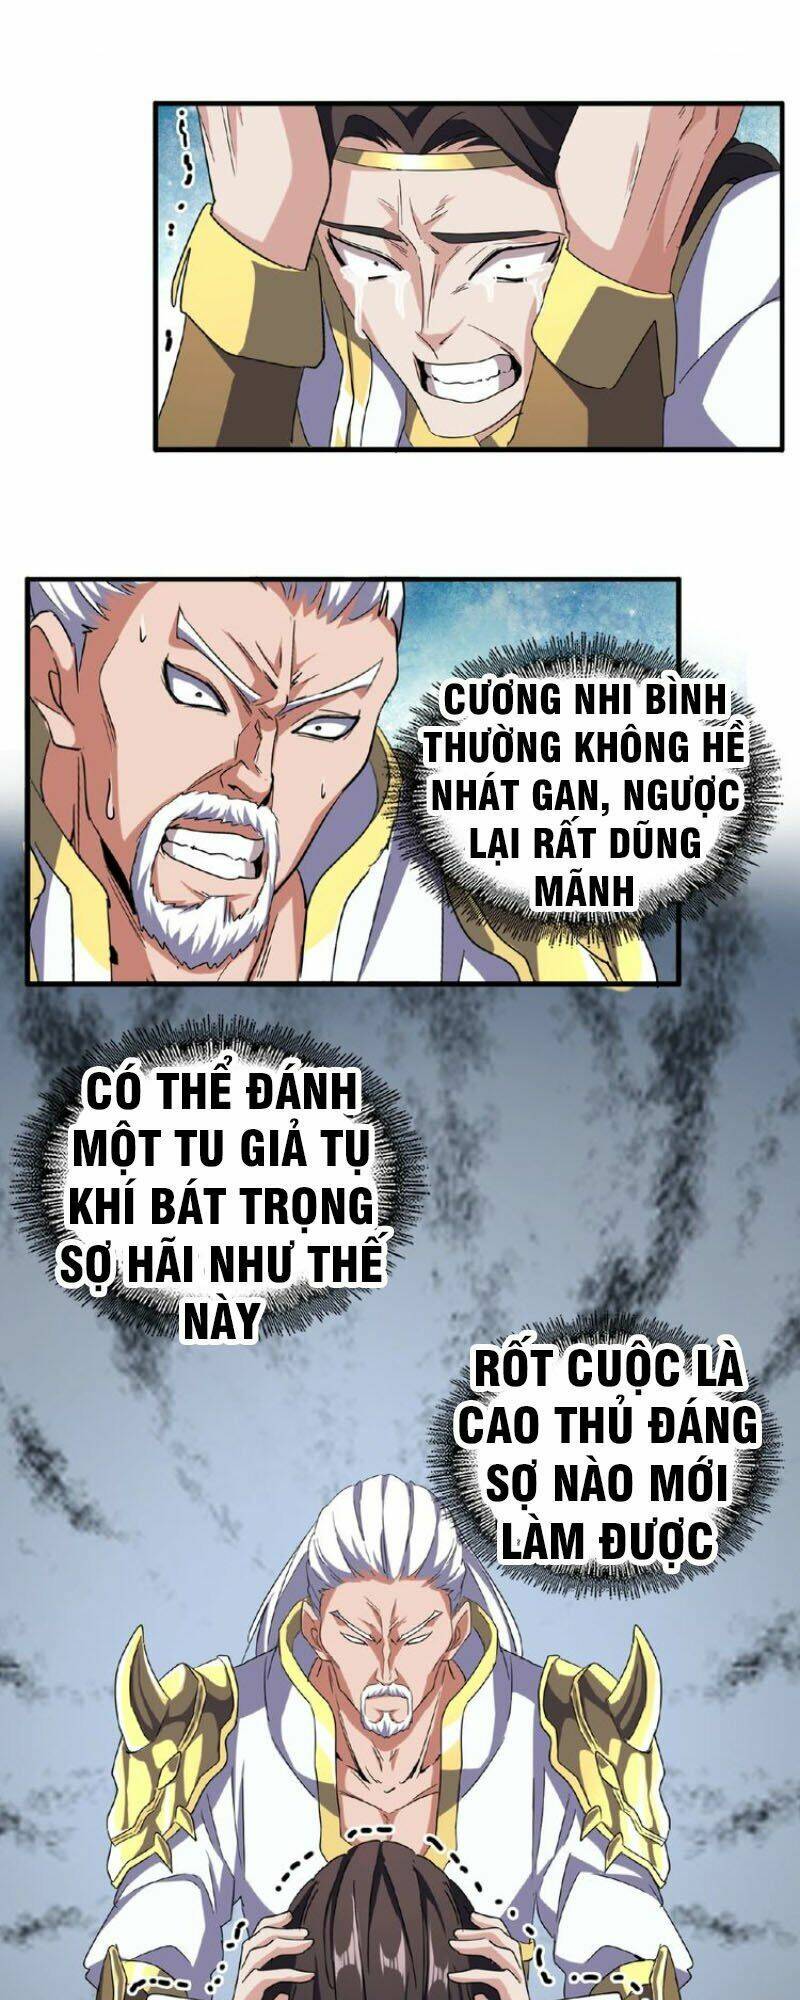 CƯƠNG NHI BÌNH
THƯỜNG KHÔNG HỀ
NHÁT GAN, NGƯỢC
LẠI RẤT DŨNG
MÃNH
CÓ THỂ ĐÁNH
MỘT TU GIẢ TỤ
KHÍ BÁT TRỌNG
SỢ HÃI NHƯ THẾ
NÀY
RỐT CUỘC LÀ
CAO THỦ ĐÁNG
SỢ NÀO MỚI
LÀM ĐƯỢC